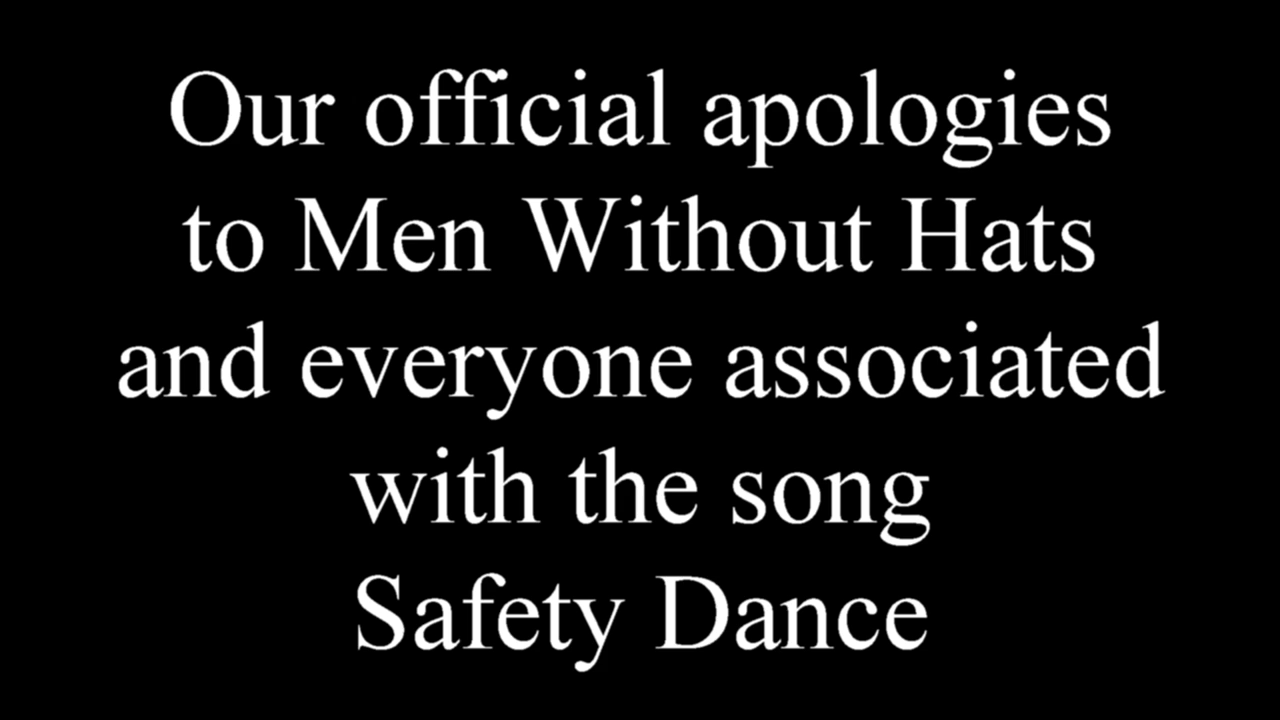 Our official apologies
to Men Without Hats
and everyone associated
with the song
Safety Dance